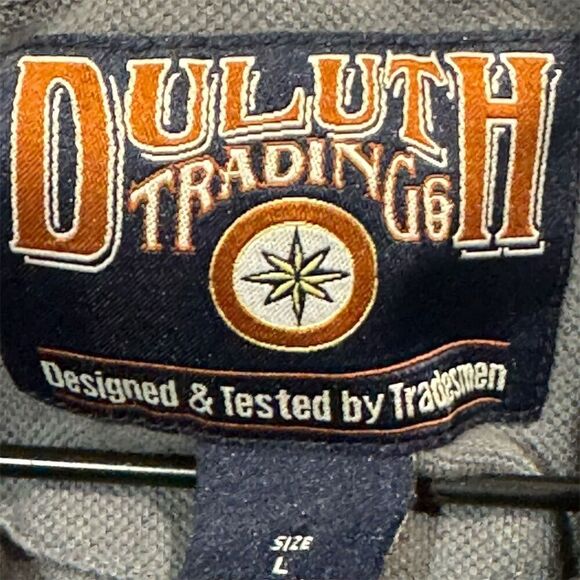 DULUTH
TRADING Co
Designed & Tested by Tradesmen
SIZE
L